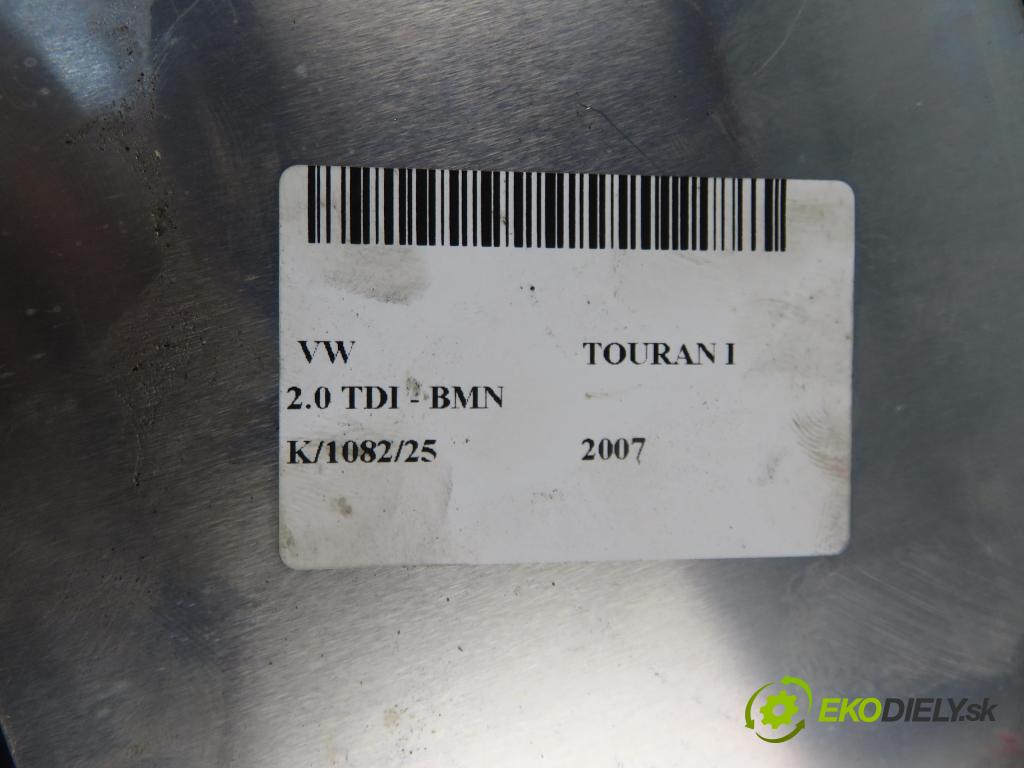 VW TOURAN I
2.0 TDI - BMN
K/1082/25 2007
EKODIELY.sk